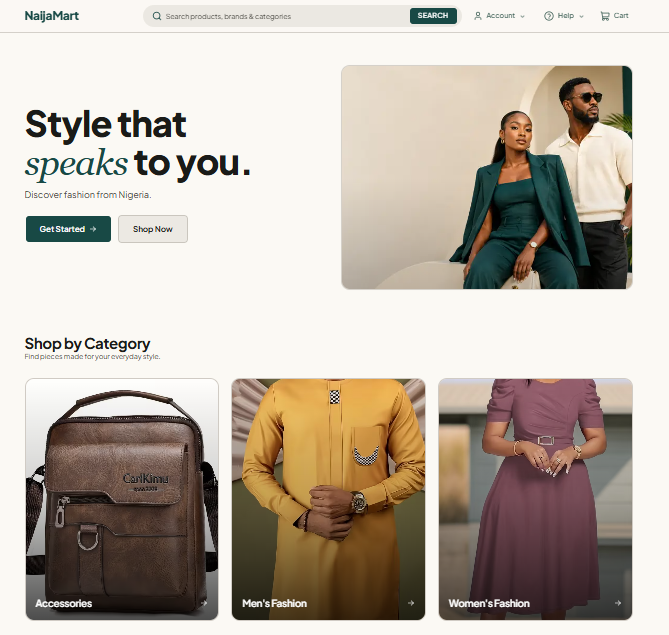 NaijaMart
Search products, brands & categories
SEARCH
Account
Help
Cart
Style that
speaks to you.
Discover fashion from Nigeria.
Get Started →
Shop Now
Shop by Category
Find pieces made for your everyday style.
Accessories →
Men's Fashion →
Women's Fashion →